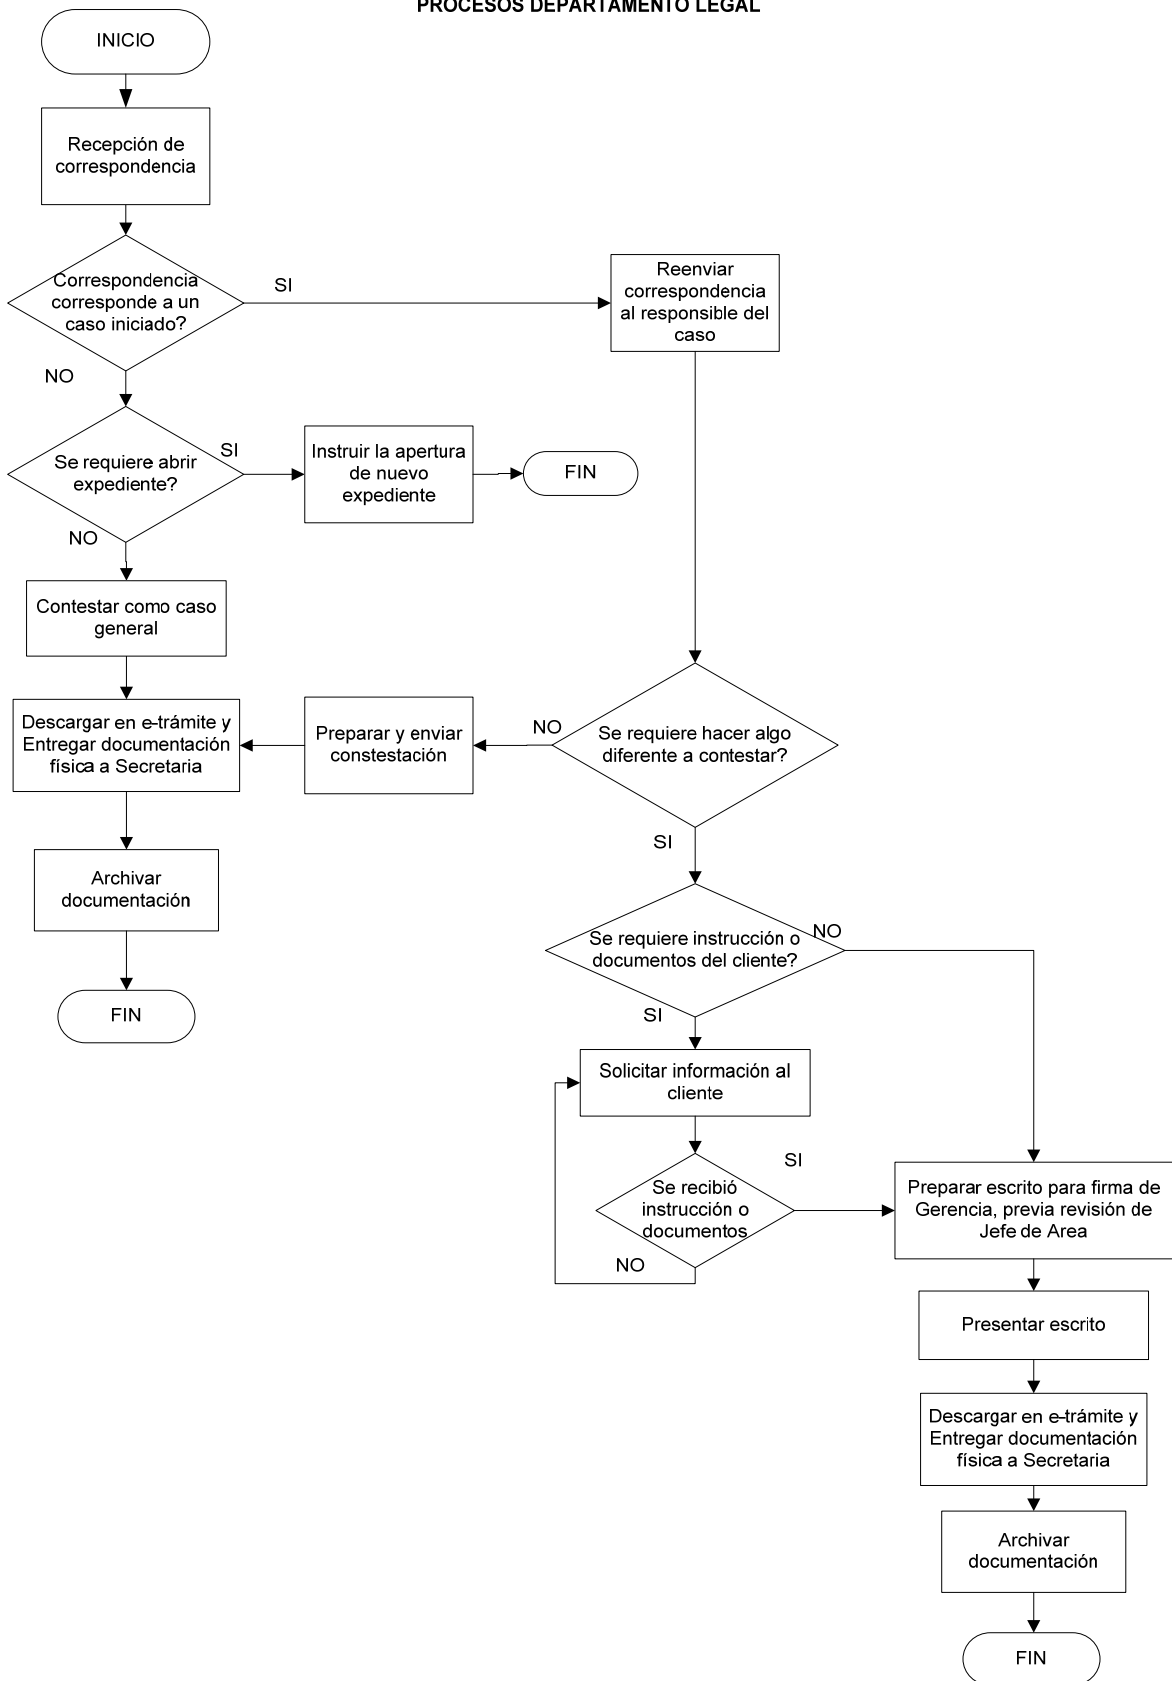 PROCESOS DEPARTAMENTO LEGAL
INICIO
Recepción de
correspondencia
Correspondencia
corresponde a un
caso iniciado?
SI
Reenviar
correspondencia
al responsible del
caso
NO
Se requiere abrir
expediente?
SI
Instruir la apertura
de nuevo
expediente
FIN
NO
Contestar como caso
general
Descargar en e-trámite y
Entregar documentación
física a Secretaria
Preparar y enviar
constestación
NO
Se requiere hacer algo
diferente a contestar?
SI
Archivar
documentación
FIN
Se requiere instrucción o
documentos del cliente?
NO
SI
Solicitar información al
cliente
Se recibió
instrucción o
documentos
SI
NO
Preparar escrito para firma de
Gerencia, previa revisión de
Jefe de Area
Presentar escrito
Descargar en e-trámite y
Entregar documentación
física a Secretaria
Archivar
documentación
FIN